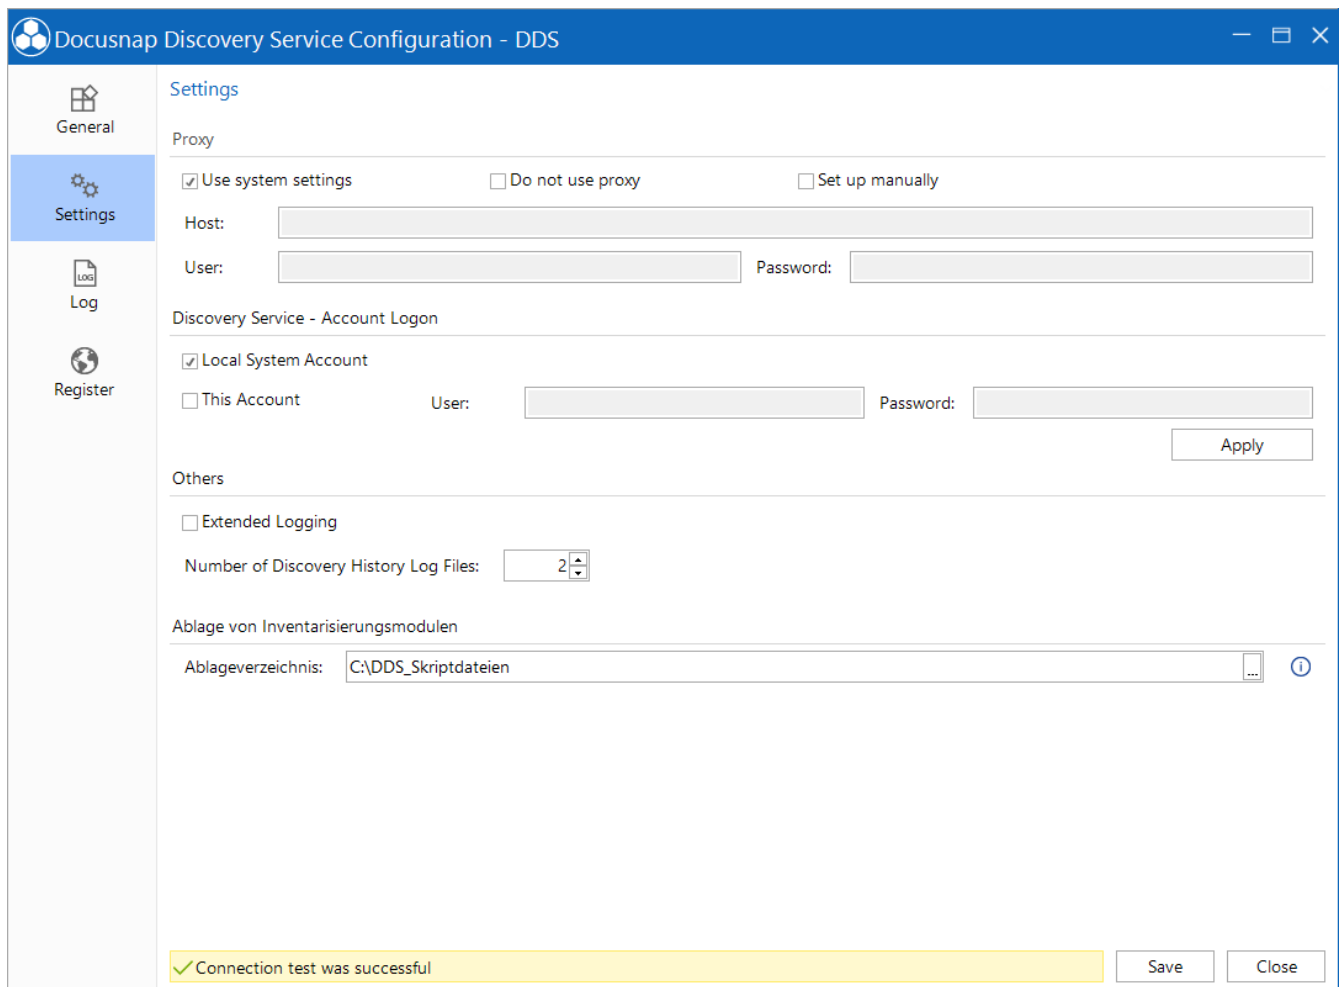 Docusnap Discovery Service Configuration - DDS
General
Settings
LOG
Log
Register
Settings
Proxy
Use system settings Do not use proxy Set up manually
Host:
User: Password:
Discovery Service - Account Logon
Local System Account
This Account User: Password:
Apply
Others
Extended Logging
Number of Discovery History Log Files: 2
Ablage von Inventarisierungsmodulen
Ablageverzeichnis: C:\DDS_Skriptdateien ...
Connection test was successful Save Close